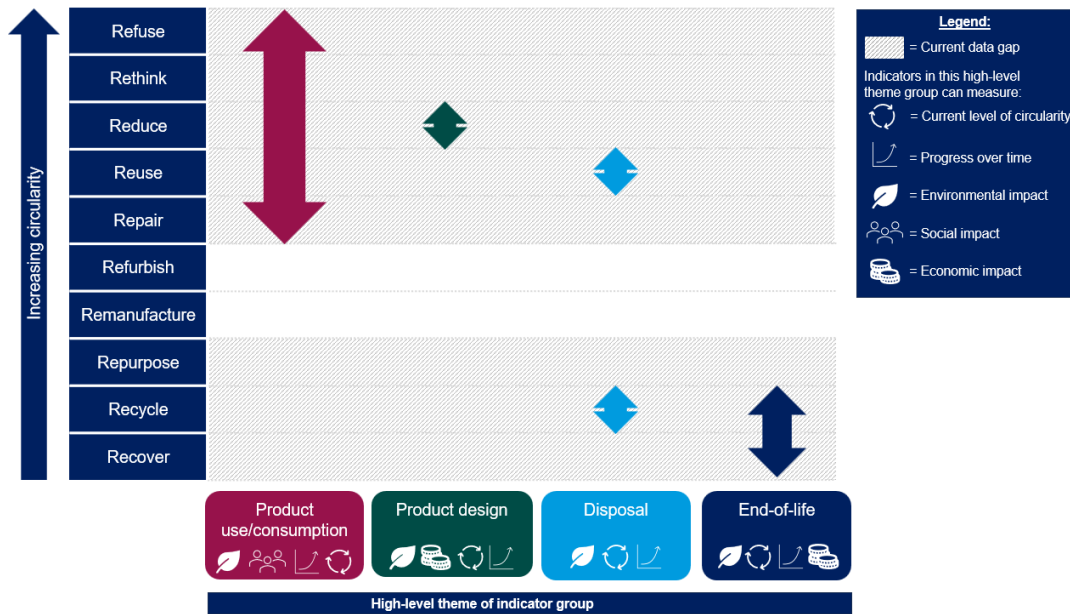 Increasing circularity
Refuse
Rethink
Reduce
Reuse
Repair
Refurbish
Remanufacture
Repurpose
Recycle
Recover
Product
use/consumption
Product design
Disposal
End-of-life
High-level theme of indicator group
Legend:
= Current data gap
Indicators in this high-level
theme group can measure:
= Current level of circularity
= Progress over time
= Environmental impact
= Social impact
= Economic impact